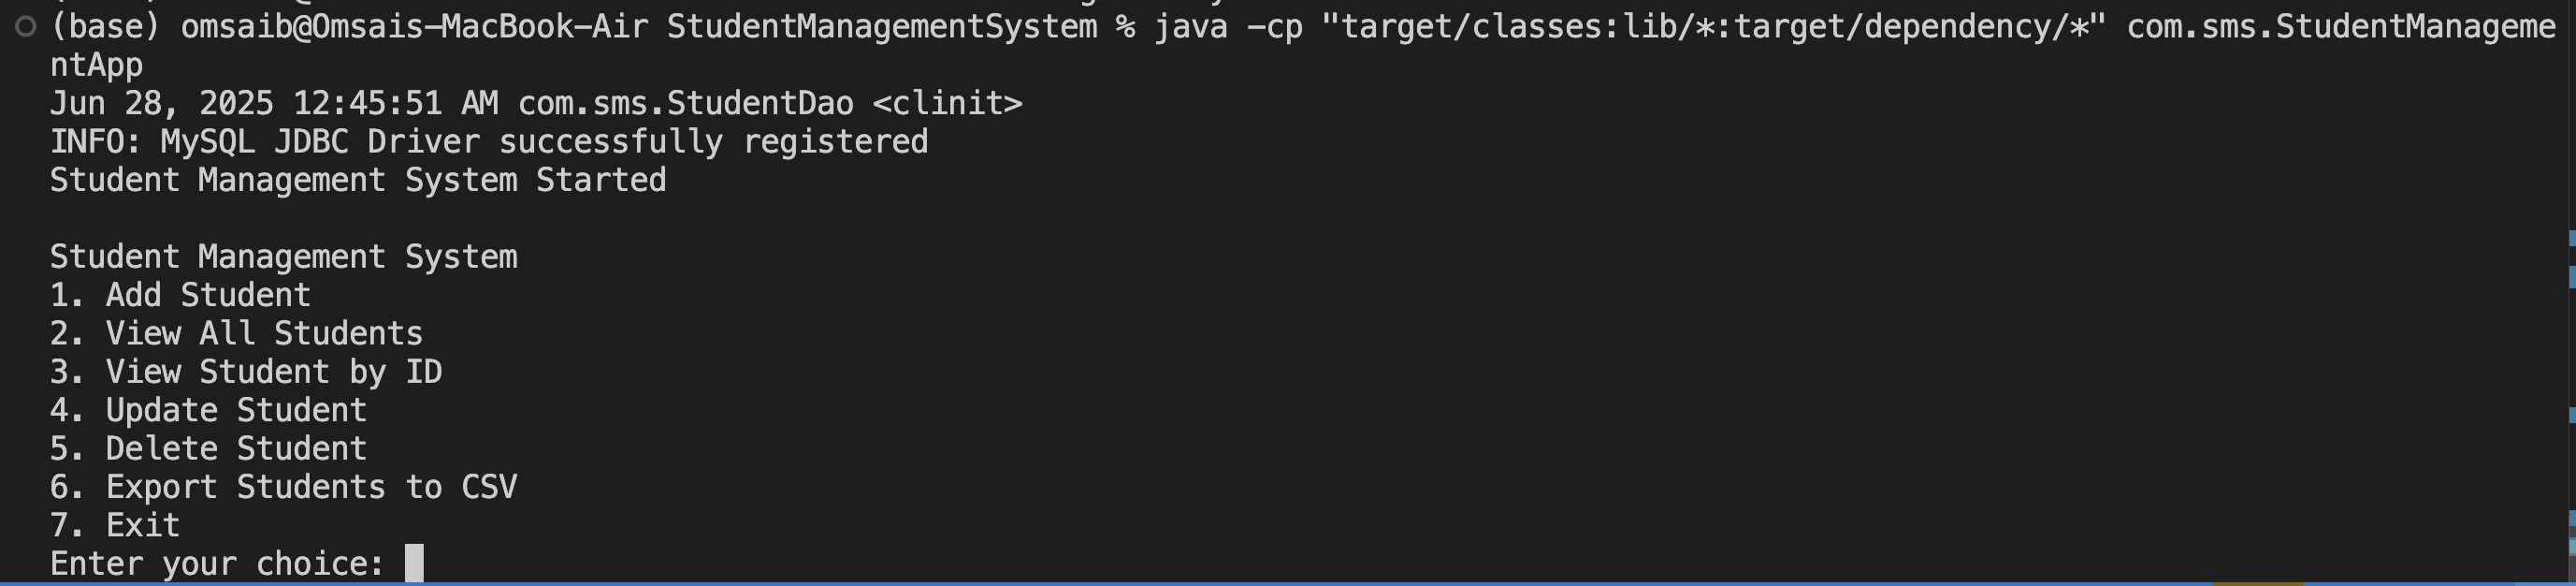 (base) omsaib@Omsais-MacBook-Air StudentManagementSystem % java -cp "target/classes:lib/*:target/dependency/*" com.sms.StudentManageme
ntApp
Jun 28, 2025 12:45:51 AM com.sms.StudentDao <clinit>
INFO: MySQL JDBC Driver successfully registered
Student Management System Started
Student Management System
1. Add Student
2. View All Students
3. View Student by ID
4. Update Student
5. Delete Student
6. Export Students to CSV
7. Exit
Enter your choice: